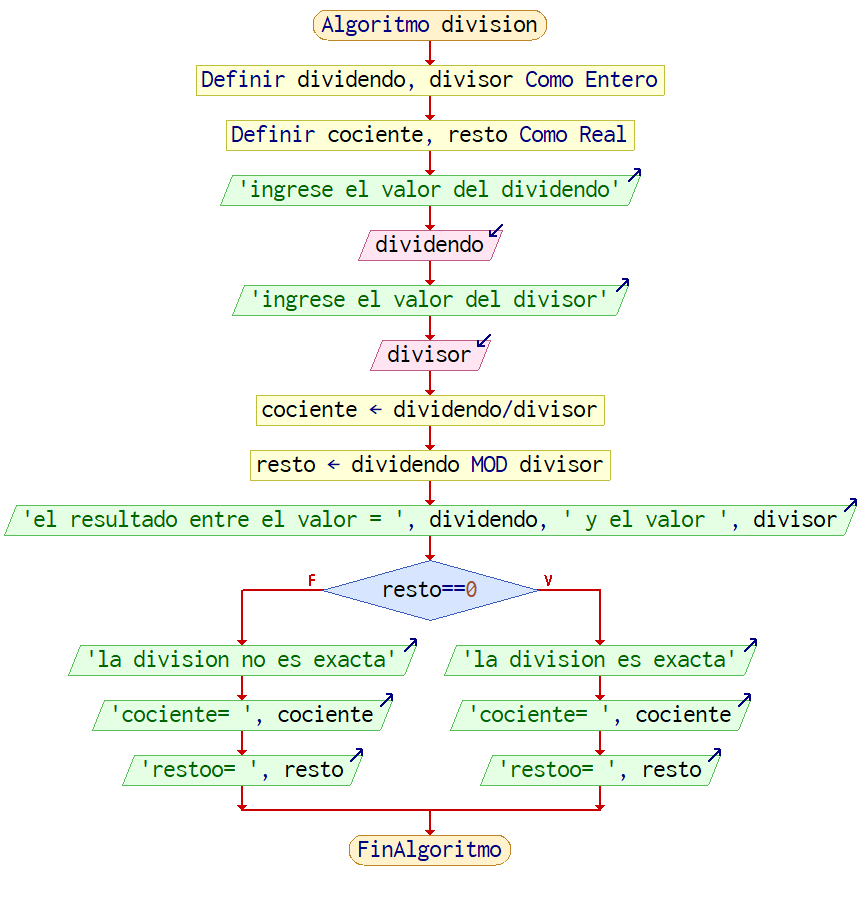 Algoritmo division
Definir dividendo, divisor Como Entero
Definir cociente, resto Como Real
'ingrese el valor del dividendo'
dividendo
'ingrese el valor del divisor'
divisor
cociente ← dividendo/divisor
resto ← dividendo MOD divisor
'el resultado entre el valor = ', dividendo, ' y el valor ', divisor
F
resto==0
V
'la division no es exacta'
'la division es exacta'
'cociente= ', cociente
'cociente= ', cociente
'restoo= ', resto
'restoo= ', resto
FinAlgoritmo